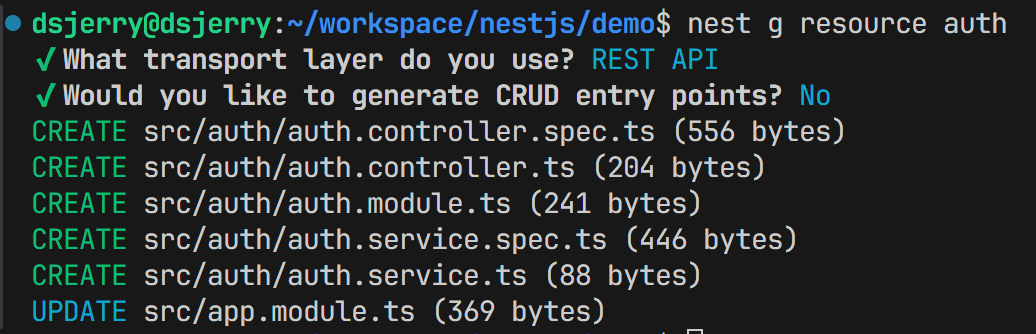 dsjerry@dsjerry:~/workspace/nestjs/demo$ nest g resource auth
✔ What transport layer do you use? REST API
✔ Would you like to generate CRUD entry points? No
CREATE src/auth/auth.controller.spec.ts (556 bytes)
CREATE src/auth/auth.controller.ts (204 bytes)
CREATE src/auth/auth.module.ts (241 bytes)
CREATE src/auth/auth.service.spec.ts (446 bytes)
CREATE src/auth/auth.service.ts (88 bytes)
UPDATE src/app.module.ts (369 bytes)